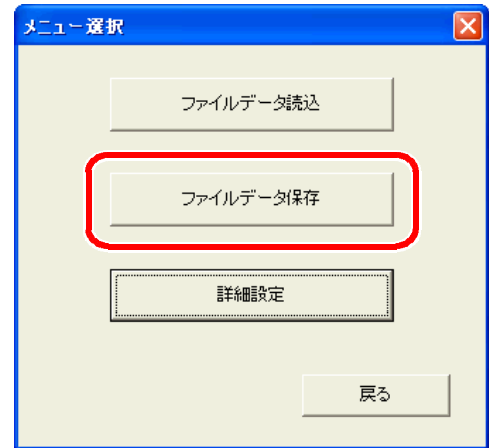 メニュー選択
ファイルデータ読込
ファイルデータ保存
詳細設定
戻る